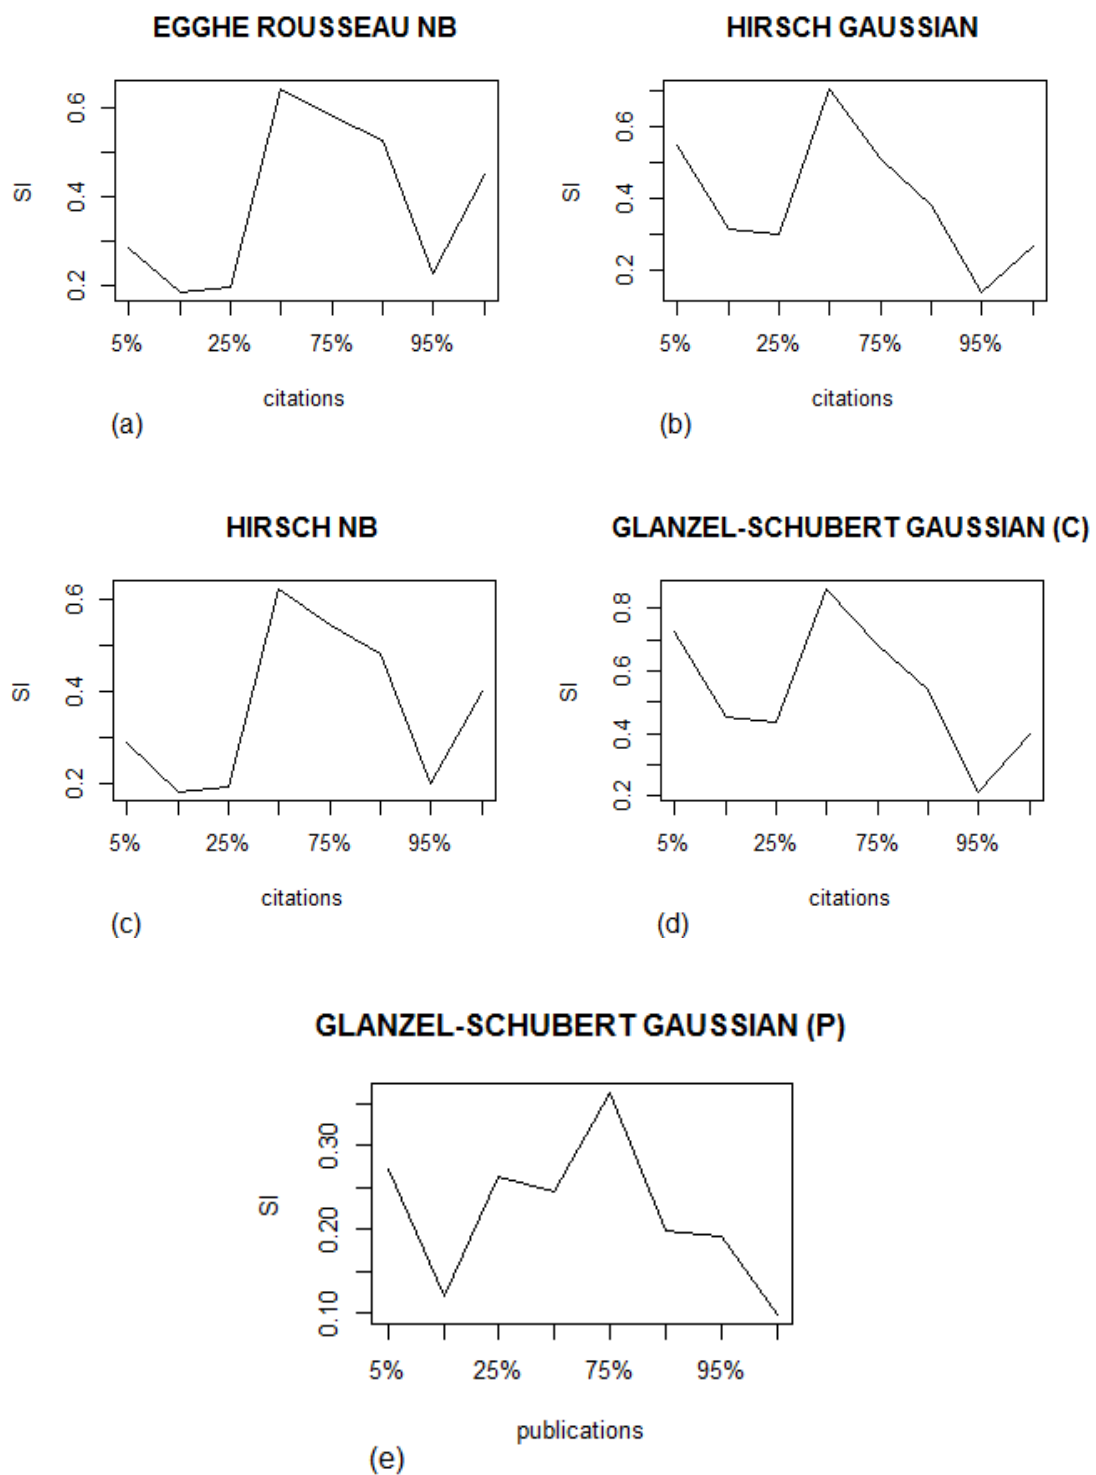 EGGHE ROUSSEAU NB
SI
0.6
0.4
0.2
5% 25% 75% 95%
citations
(a)
HIRSCH GAUSSIAN
SI
0.6
0.4
0.2
5% 25% 75% 95%
citations
(b)
HIRSCH NB
SI
0.6
0.4
0.2
5% 25% 75% 95%
citations
(c)
GLANZEL-SCHUBERT GAUSSIAN (C)
SI
0.8
0.6
0.4
0.2
5% 25% 75% 95%
citations
(d)
GLANZEL-SCHUBERT GAUSSIAN (P)
SI
0.30
0.20
0.10
5% 25% 75% 95%
publications
(e)